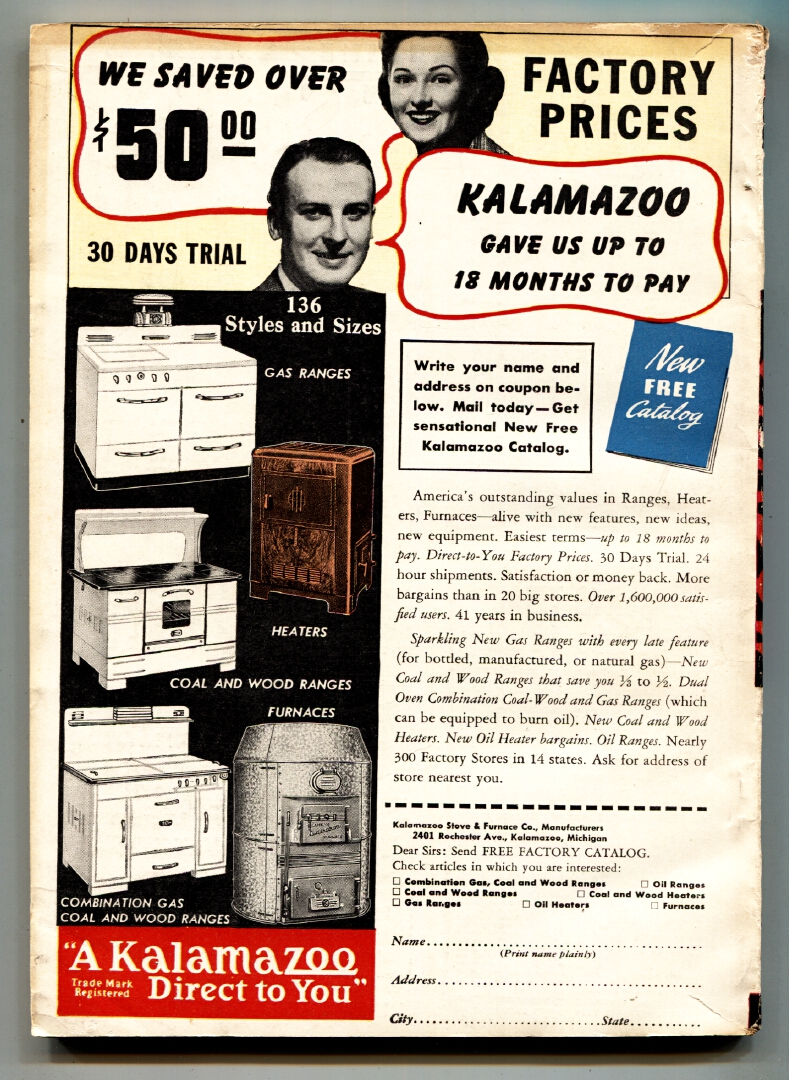 WE SAVED OVER
$50.00
FACTORY
PRICES
KALAMAZOO
GAVE US UP TO
18 MONTHS TO PAY
30 DAYS TRIAL
136
Styles and Sizes
GAS RANGES
HEATERS
COAL AND WOOD RANGES
FURNACES
COMBINATION GAS
COAL AND WOOD RANGES
"A Kalamazoo
Trade Mark
Registered
Direct to You"
Write your name and
address on coupon be-
low. Mail today—Get
sensational New Free
Kalamazoo Catalog.
New
FREE
Catalog
America's outstanding values in Ranges, Heat-
ers, Furnaces—alive with new features, new ideas,
new equipment. Easiest terms—up to 18 months to
pay. Direct-to-You Factory Prices. 30 Days Trial. 24
hour shipments. Satisfaction or money back. More
bargains than in 20 big stores. Over 1,600,000 satis-
fied users. 41 years in business.
Sparkling New Gas Ranges with every late feature
(for bottled, manufactured, or natural gas)—New
Coal and Wood Ranges that save you ⅓ to ½. Dual
Oven Combination Coal-Wood and Gas Ranges (which
can be equipped to burn oil). New Coal and Wood
Heaters. New Oil Heater bargains. Oil Ranges. Nearly
300 Factory Stores in 14 states. Ask for address of
store nearest you.
Kalamazoo Stove & Furnace Co., Manufacturers
2401 Rochester Ave., Kalamazoo, Michigan
Dear Sirs: Send FREE FACTORY CATALOG.
Check articles in which you are interested:
☐ Combination Gas, Coal and Wood Ranges ☐ Oil Ranges
☐ Coal and Wood Ranges ☐ Coal and Wood Heaters
☐ Gas Ranges ☐ Oil Heaters ☐ Furnaces
Name
(Print name plainly)
Address
City State